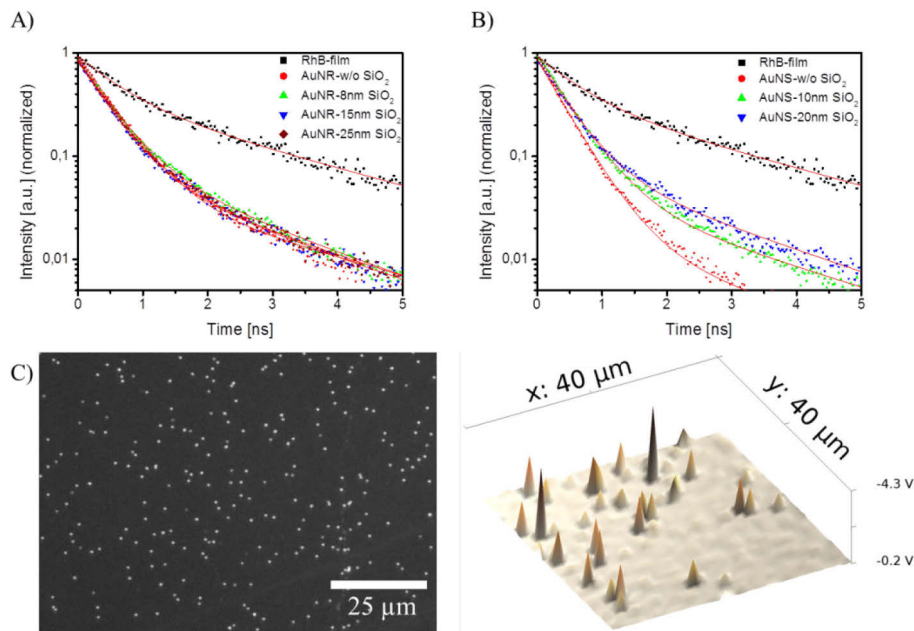 A)
1
0,1
0,01
Intensity [a.u.] (normalized)
0
1
2
3
4
5
Time [ns]
RhB-film
AuNR-w/o SiO₂
AuNR-8nm SiO₂
AuNR-15nm SiO₂
AuNR-25nm SiO₂
B)
1
0,1
0,01
Intensity [a.u.] (normalized)
0
1
2
3
4
5
Time [ns]
RhB-film
AuNS-w/o SiO₂
AuNS-10nm SiO₂
AuNS-20nm SiO₂
C)
25 µm
x: 40 µm
y: 40 µm
-4.3 V
-0.2 V